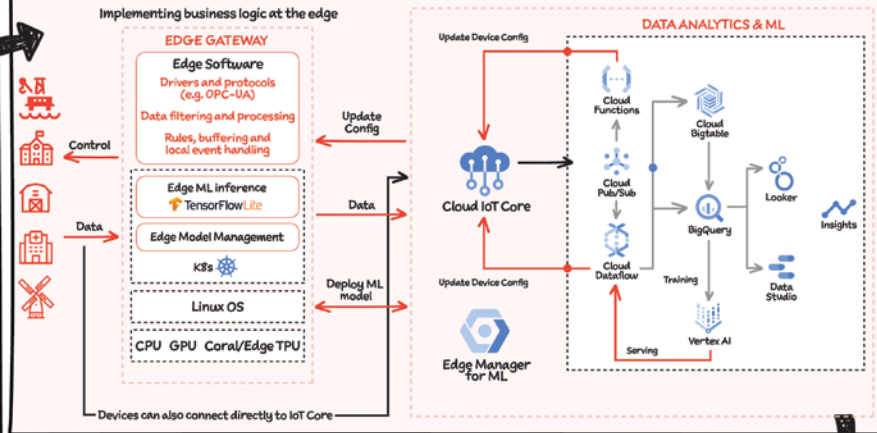 Implementing business logic at the edge
EDGE GATEWAY
Edge Software
Drivers and protocols
(e.g. OPC-UA)
Data filtering and processing
Rules, buffering and
local event handling
Edge ML inference
TensorFlowLite
Edge Model Management
K8s
Linux OS
CPU GPU Coral/Edge TPU
Control
Data
Update
Config
Data
Deploy ML
model
Devices can also connect directly to IoT Core
DATA ANALYTICS & ML
Update Device Config
Cloud IoT Core
Update Device Config
Edge Manager
for ML
Cloud
Functions
Cloud
Pub/Sub
Cloud
Dataflow
Cloud
Bigtable
BigQuery
Training
Vertex AI
Serving
Looker
Data
Studio
Insights